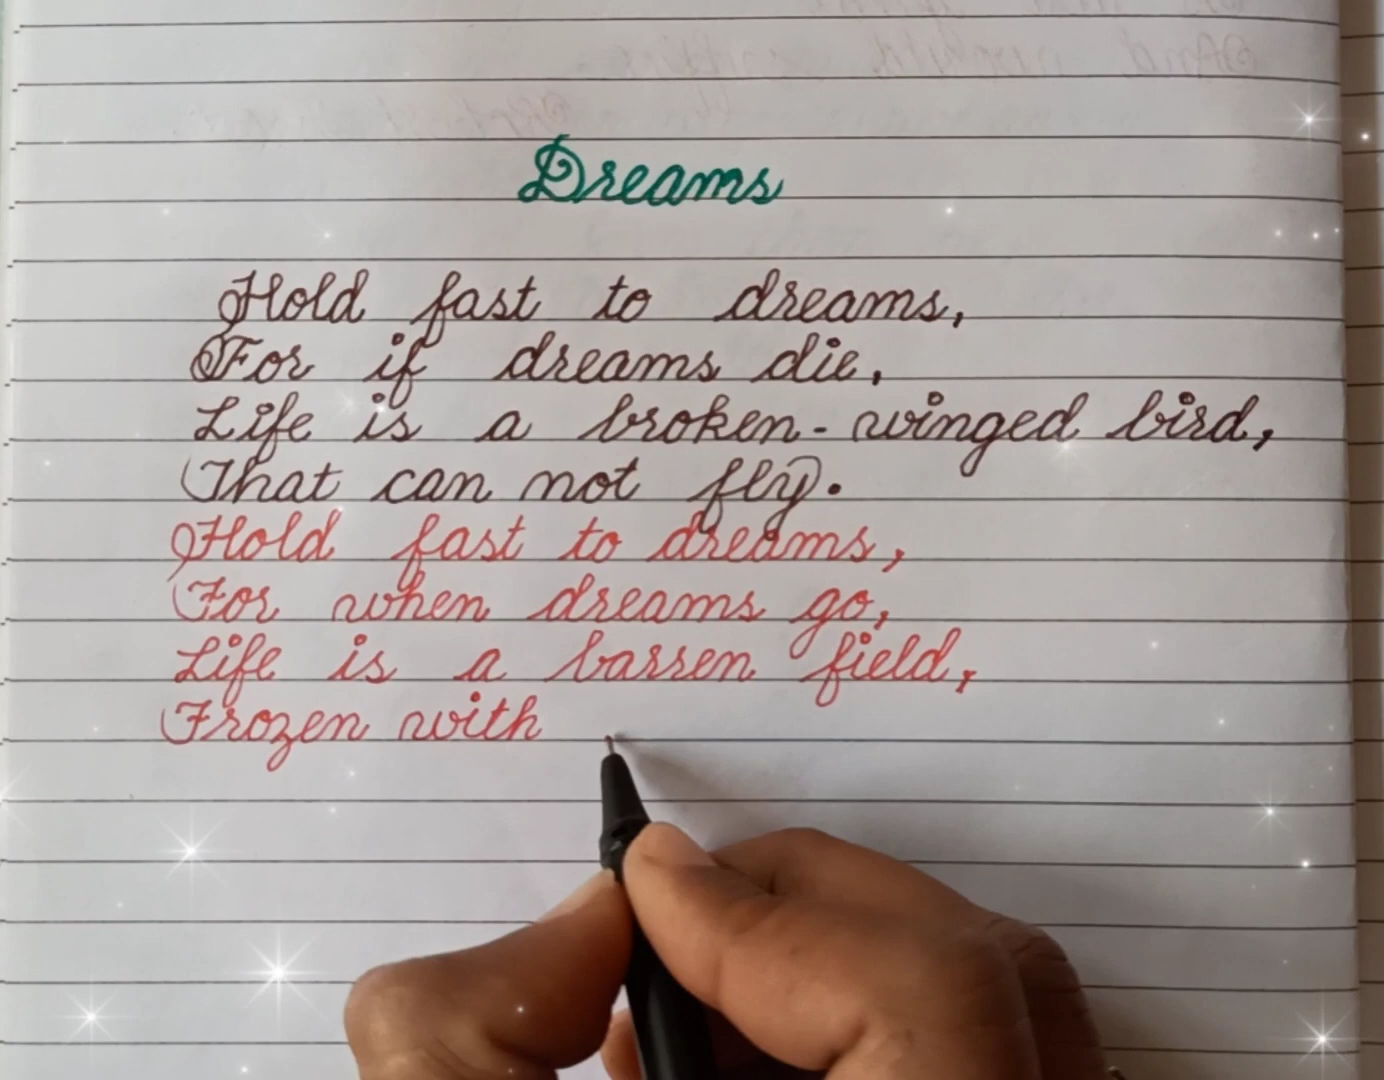 Dreams
Hold fast to dreams,
For if dreams die,
Life is a broken-winged bird,
That can not fly.
Hold fast to dreams,
For when dreams go,
Life is a barren field,
Frozen with